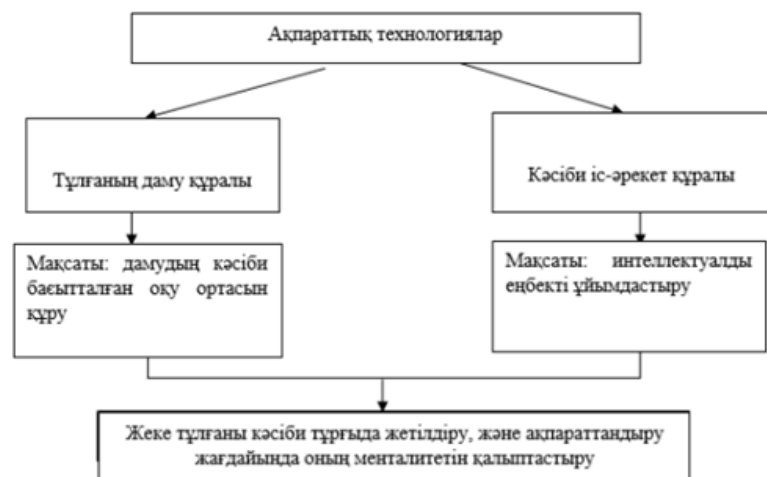 Ақпараттық технологиялар
Тұлғаның даму құралы
Кәсіби іс-әрекет құралы
Мақсаты: дамудың кәсіби
баєытталған оқу ортасын
құру
Мақсаты: интеллектуалды
еңбекті ұйымдастыру
Жеке тұлғаны кәсіби тұрғыда жетілдіру, және ақпараттандыру
жағдайында оның менталитетін қалыптастыру